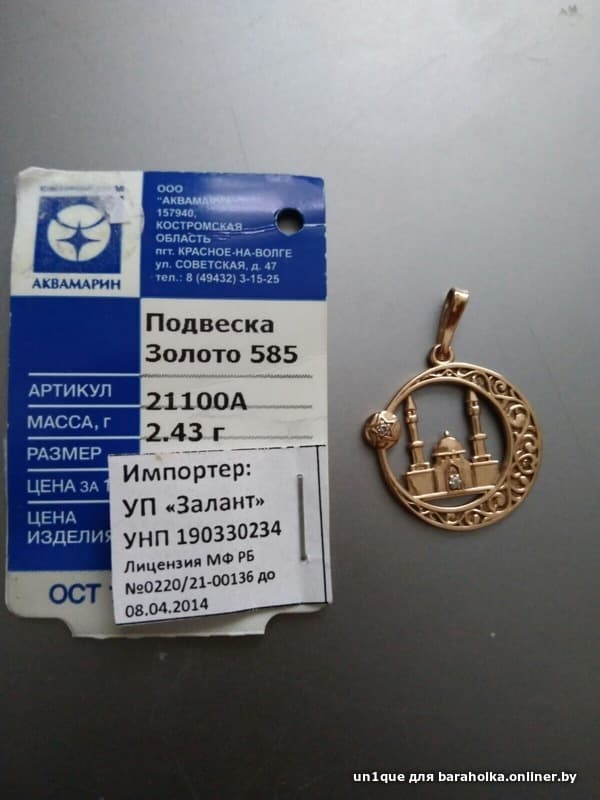 ООО
"АКВАМАРИН"
157940,
КОСТРОМСКАЯ
ОБЛАСТЬ
пгт. КРАСНОЕ-НА-ВОЛГЕ
ул. СОВЕТСКАЯ, д. 47
тел.: 8 (49432) 3-15-25
АКВАМАРИН
Подвеска
Золото 585
АРТИКУЛ 21100А
МАССА, г 2.43 г
РАЗМЕР
ЦЕНА ЗА 1
ЦЕНА
ИЗДЕЛИЯ
ОСТ
Импортер:
УП «Залант»
УНП 190330234
Лицензия МФ РБ
№0220/21-00136 до
08.04.2014
un1que для baraholka.onliner.by